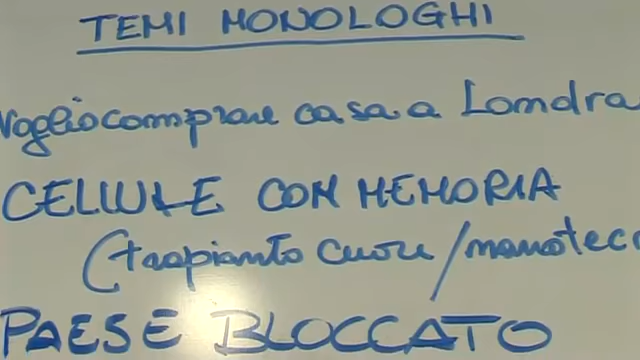 TEMI MONOLOGHI
Voglio comprare casa a Londra
CELLULE CON MEMORIA
(trapianto cuore/
PAESE BLOCCATO